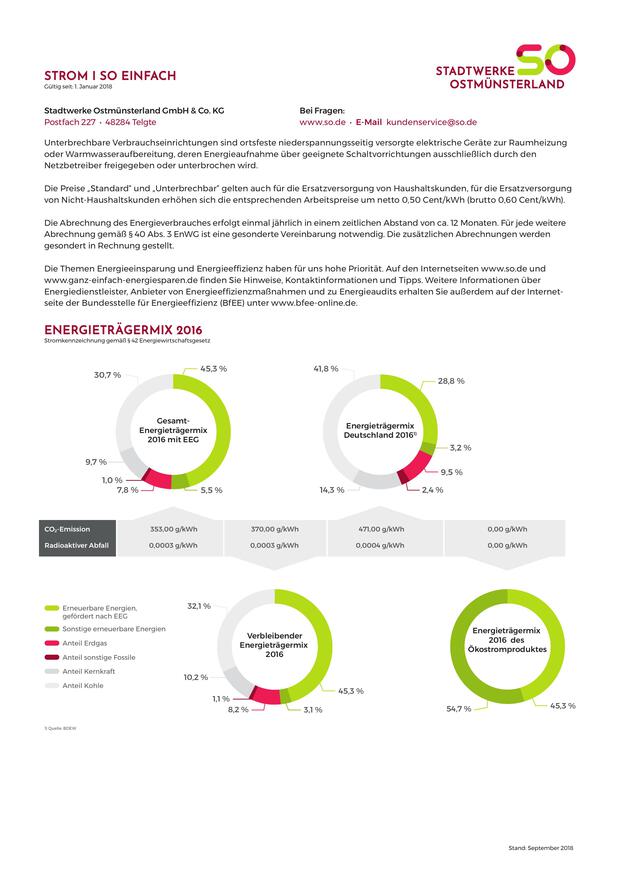 STROM I SO EINFACH
Gültig seit: 1. Januar 2018
SO
STADTWERKE
OSTMÜNSTERLAND
Stadtwerke Ostmünsterland GmbH & Co. KG
Postfach 227 • 48284 Telgte
Bei Fragen:
www.so.de • E-Mail kundenservice@so.de
Unterbrechbare Verbrauchseinrichtungen sind ortsfeste niederspannungsseitig versorgte elektrische Geräte zur Raumheizung
oder Warmwasseraufbereitung, deren Energieaufnahme über geeignete Schaltvorrichtungen ausschließlich durch den
Netzbetreiber freigegeben oder unterbrochen wird.
Die Preise „Standard" und „Unterbrechbar" gelten auch für die Ersatzversorgung von Haushaltskunden, für die Ersatzversorgung
von Nicht-Haushaltskunden erhöhen sich die entsprechenden Arbeitspreise um netto 0,50 Cent/kWh (brutto 0,60 Cent/kWh).
Die Abrechnung des Energieverbrauches erfolgt einmal jährlich in einem zeitlichen Abstand von ca. 12 Monaten. Für jede weitere
Abrechnung gemäß § 40 Abs. 3 EnWG ist eine gesonderte Vereinbarung notwendig. Die zusätzlichen Abrechnungen werden
gesondert in Rechnung gestellt.
Die Themen Energieeinsparung und Energieeffizienz haben für uns hohe Priorität. Auf den Internetseiten www.so.de und
www.ganz-einfach-energiesparen.de finden Sie Hinweise, Kontaktinformationen und Tipps. Weitere Informationen über
Energiedienstleister, Anbieter von Energieeffizienzmaßnahmen und zu Energieaudits erhalten Sie außerdem auf der Internet-
seite der Bundesstelle für Energieeffizienz (BfEE) unter www.bfee-online.de.
ENERGIETRÄGERMIX 2016
Stromkennzeichnung gemäß § 42 Energiewirtschaftsgesetz
30,7 %
45,3 %
Gesamt-
Energieträgermix
2016 mit EEG
9,7 %
1,0 %
7,8 %
5,5 %
41,8 %
28,8 %
Energieträgermix
Deutschland 2016¹⁾
3,2 %
9,5 %
2,4 %
14,3 %
CO₂-Emission
353,00 g/kWh
370,00 g/kWh
471,00 g/kWh
0,00 g/kWh
Radioaktiver Abfall
0,0003 g/kWh
0,0003 g/kWh
0,0004 g/kWh
0,00 g/kWh
Erneuerbare Energien,
gefördert nach EEG
Sonstige erneuerbare Energien
Anteil Erdgas
Anteil sonstige Fossile
Anteil Kernkraft
Anteil Kohle
32,1 %
Verbleibender
Energieträgermix
2016
10,2 %
1,1 %
8,2 %
3,1 %
45,3 %
Energieträgermix
2016 des
Ökostromproduktes
54,7 %
45,3 %
1) Quelle: BDEW
Stand: September 2018